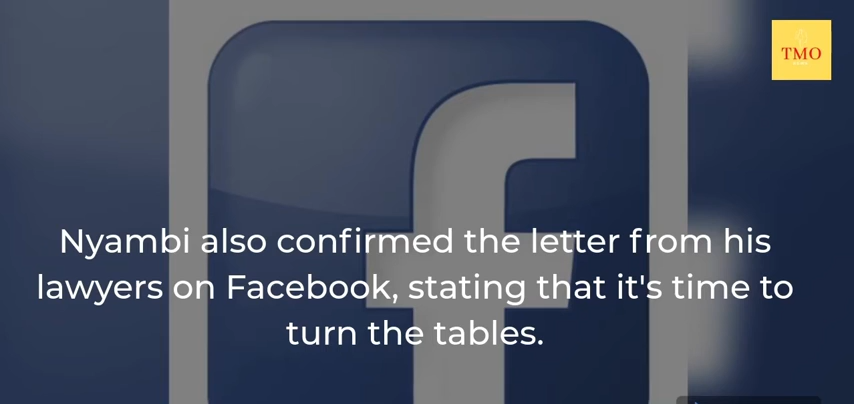 TMO
Nyambi also confirmed the letter from his
lawyers on Facebook, stating that it's time to
turn the tables.